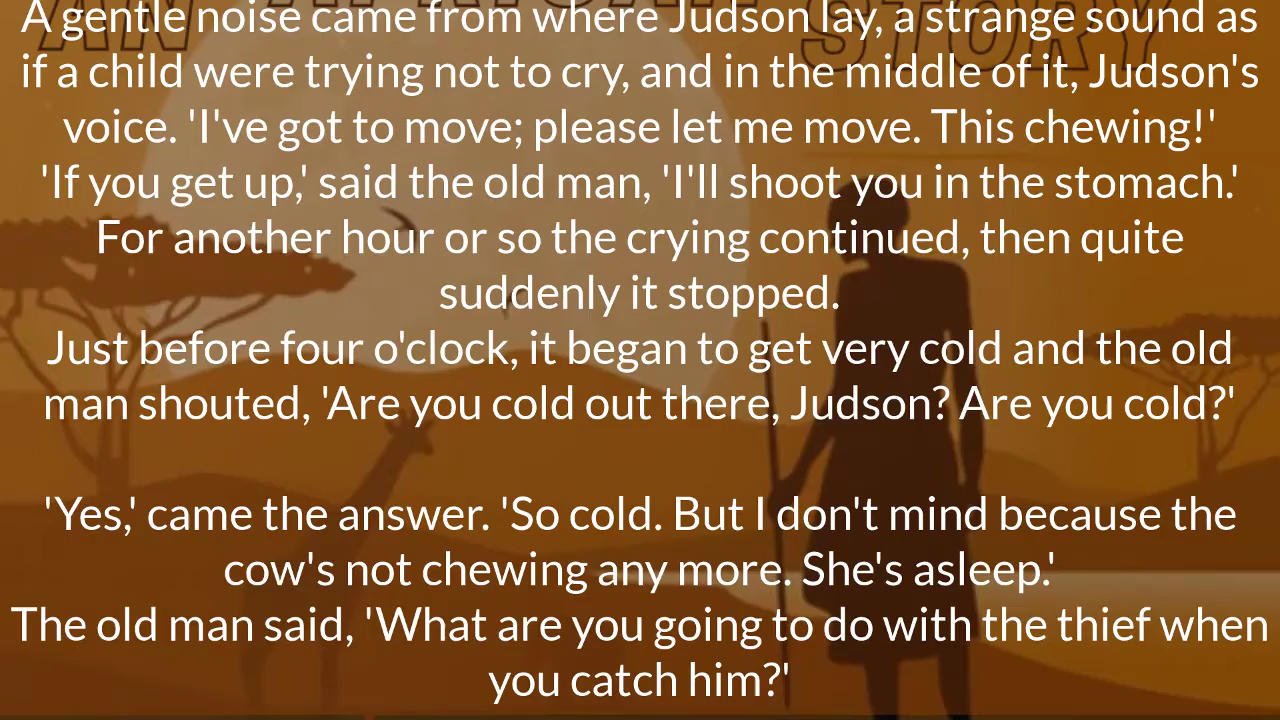 AN AFRICAN STORY
A gentle noise came from where Judson lay, a strange sound as
if a child were trying not to cry, and in the middle of it, Judson's
voice. 'I've got to move; please let me move. This chewing!'
'If you get up,' said the old man, 'I'll shoot you in the stomach.'
For another hour or so the crying continued, then quite
suddenly it stopped.
Just before four o'clock, it began to get very cold and the old
man shouted, 'Are you cold out there, Judson? Are you cold?'
'Yes,' came the answer. 'So cold. But I don't mind because the
cow's not chewing any more. She's asleep.'
The old man said, 'What are you going to do with the thief when
you catch him?'